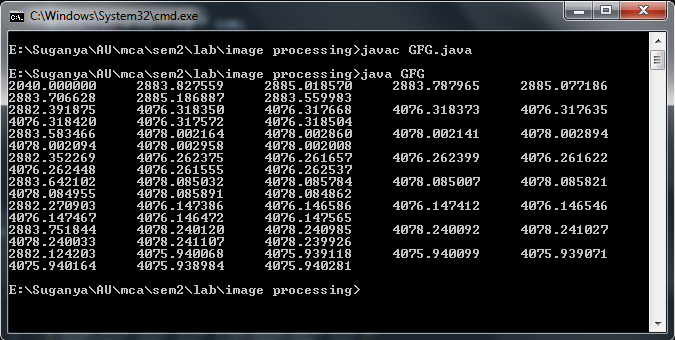 C:\Windows\System32\cmd.exe
E:\Suganya\AU\mca\sem2\lab\image processing>javac GFG.java
E:\Suganya\AU\mca\sem2\lab\image processing>java GFG
2040.000000 2883.827559 2885.018570 2883.787965 2885.077186
2883.706628 2885.186887 2883.559983
2882.391875 4076.318350 4076.317668 4076.318373 4076.317635
4076.318420 4076.317572 4076.318504
2883.583466 4078.002164 4078.002860 4078.002141 4078.002894
4078.002094 4078.002958 4078.002008
2882.352269 4076.262375 4076.261657 4076.262399 4076.261622
4076.262448 4076.261555 4076.262537
2883.642102 4078.085032 4078.085784 4078.085007 4078.085821
4078.084955 4078.085891 4078.084862
2882.270903 4076.147386 4076.146586 4076.147412 4076.146546
4076.147467 4076.146472 4076.147565
2883.751844 4078.240120 4078.240985 4078.240092 4078.241027
4078.240033 4078.241107 4078.239926
2882.124203 4075.940068 4075.939118 4075.940099 4075.939071
4075.940164 4075.938984 4075.940281
E:\Suganya\AU\mca\sem2\lab\image processing>